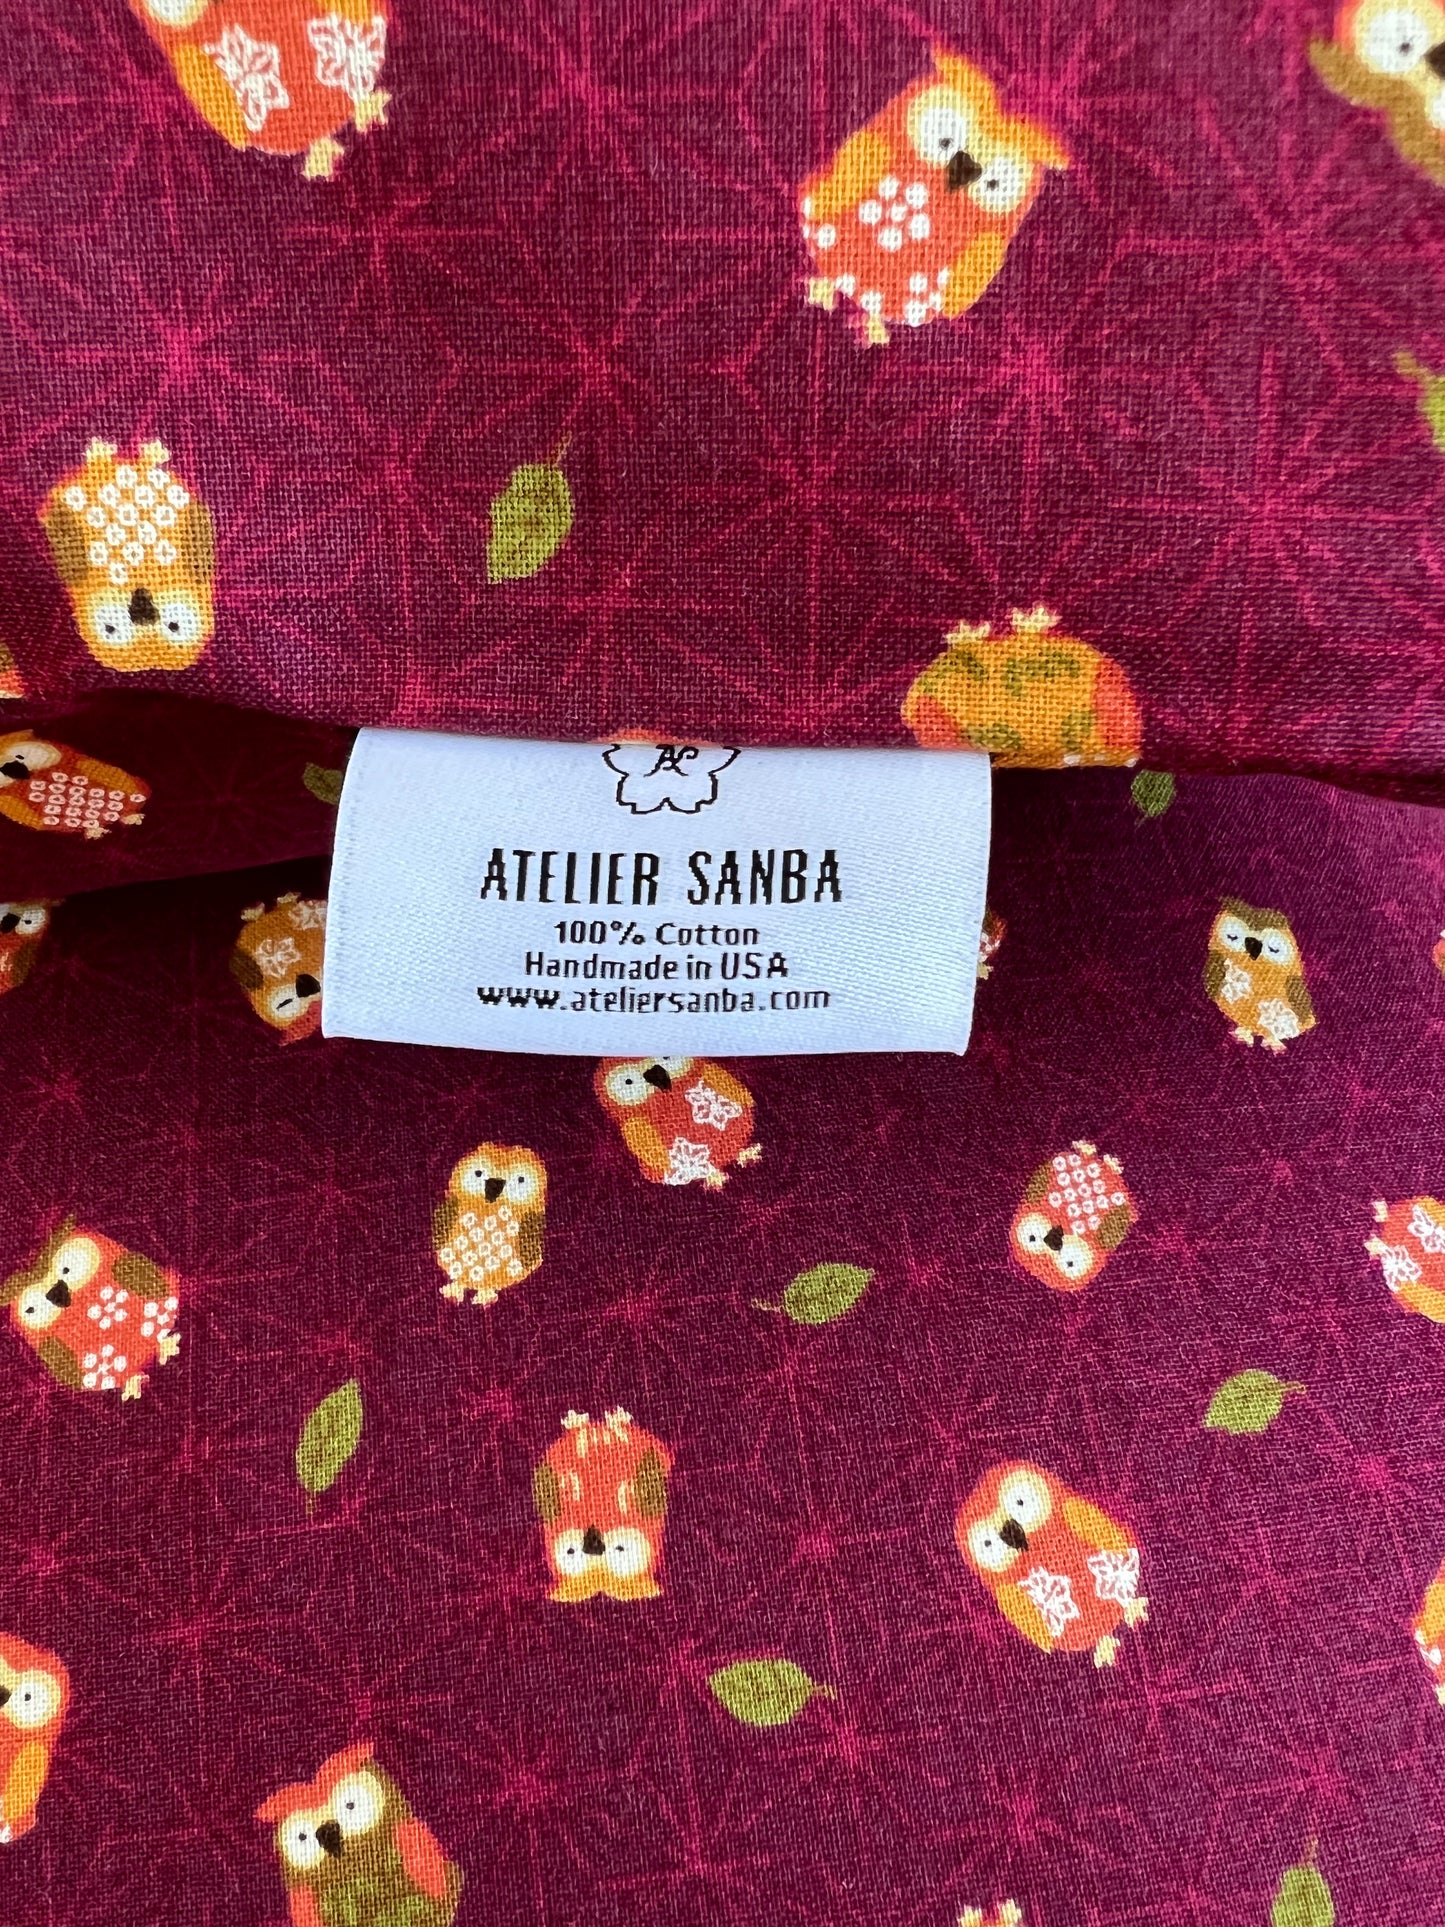 ATELIER SANBA
100% Cotton
Handmade in USA
www.ateliersanba.com